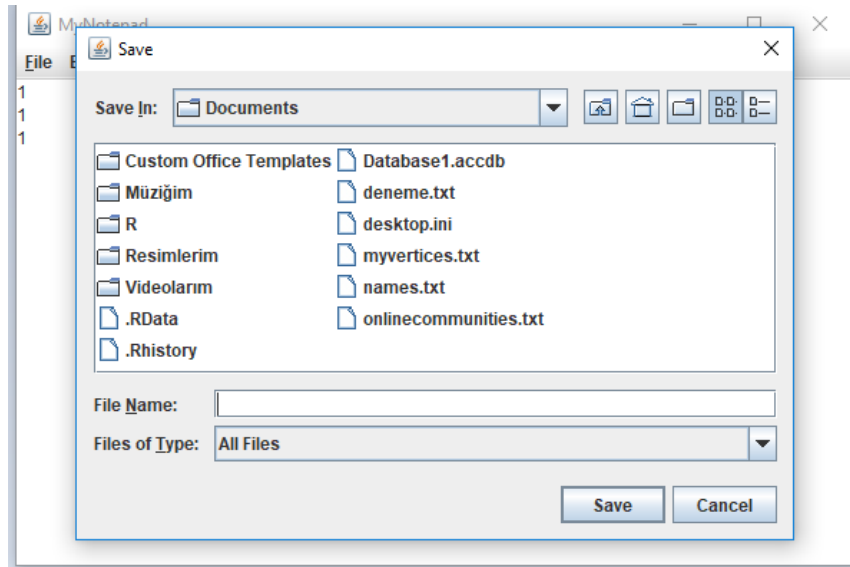 MyNotepad
Save
File E
1
1
1
Save In: Documents
Custom Office Templates
Müziğim
R
Resimlerim
Videolarım
.RData
.Rhistory
Database1.accdb
deneme.txt
desktop.ini
myvertices.txt
names.txt
onlinecommunities.txt
File Name:
Files of Type: All Files
Save Cancel